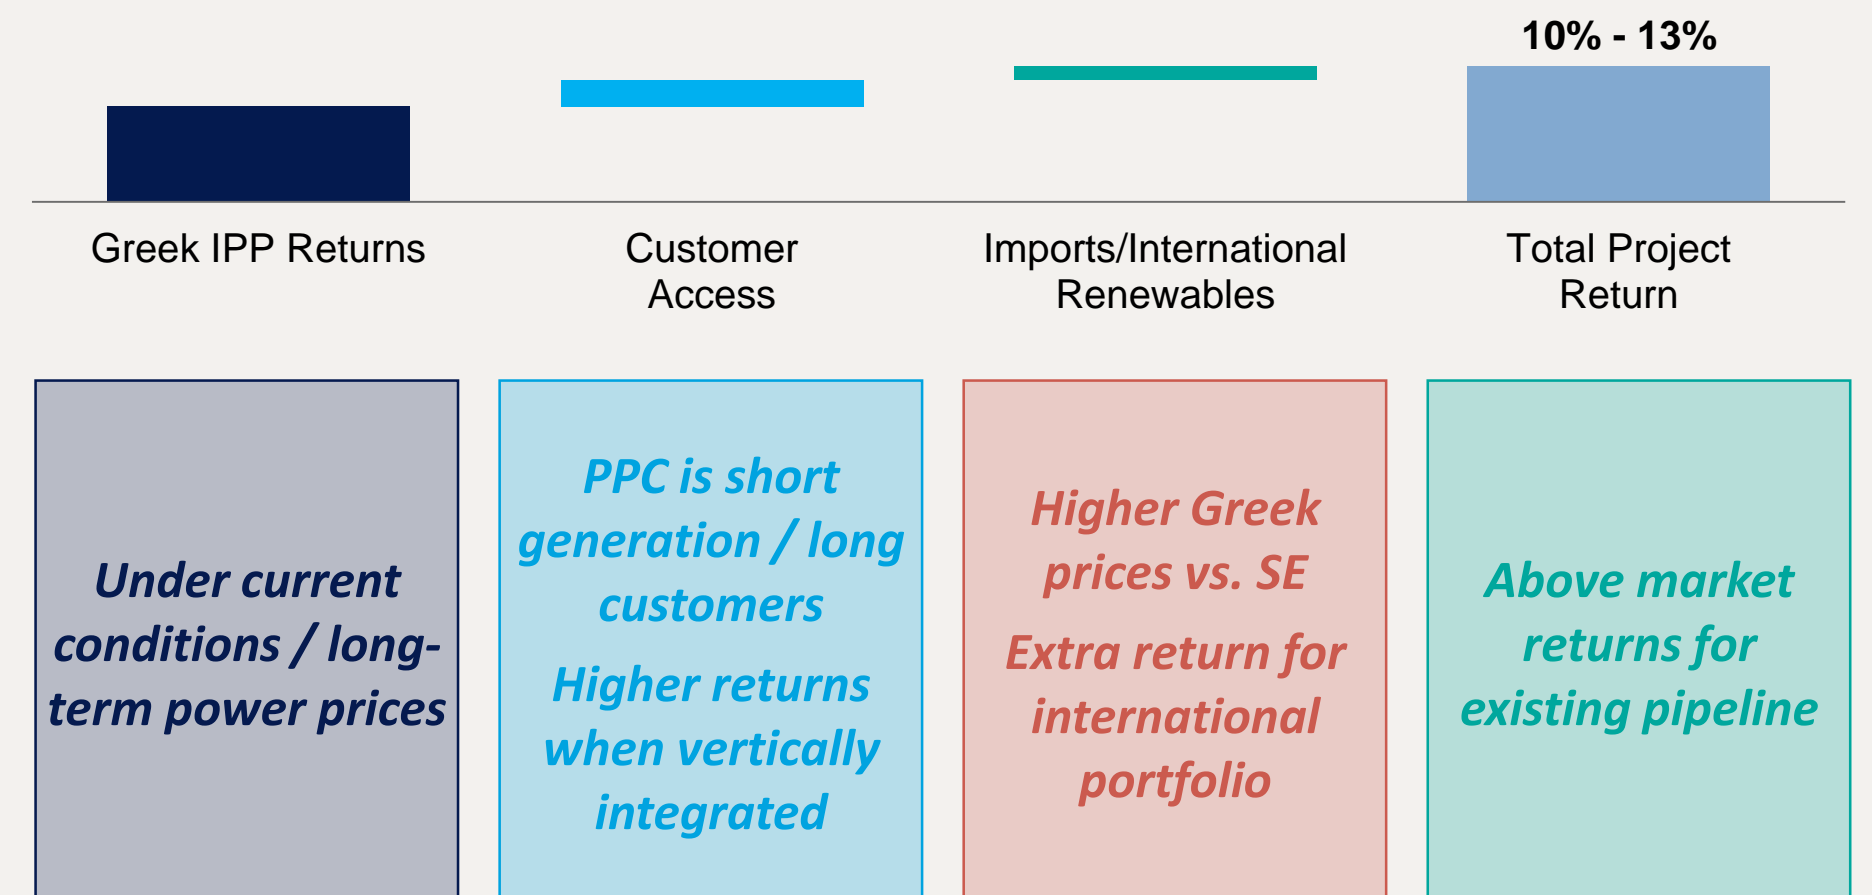 10% - 13%
Greek IPP Returns
Customer
Access
Imports/International
Renewables
Total Project
Return
Under current
conditions / long-
term power prices
PPC is short
generation / long
customers
Higher returns
when vertically
integrated
Higher Greek
prices vs. SE
Extra return for
international
portfolio
Above market
returns for
existing pipeline